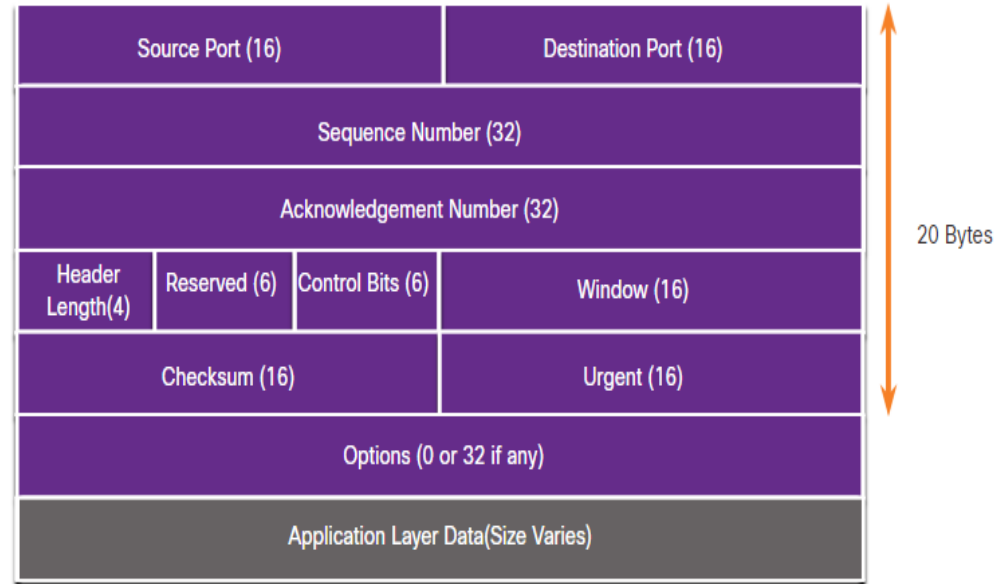 Source Port (16)
Destination Port (16)
Sequence Number (32)
Acknowledgement Number (32)
20 Bytes
Header
Length(4)
Reserved (6)
Control Bits (6)
Window (16)
Checksum (16)
Urgent (16)
Options (0 or 32 if any)
Application Layer Data(Size Varies)